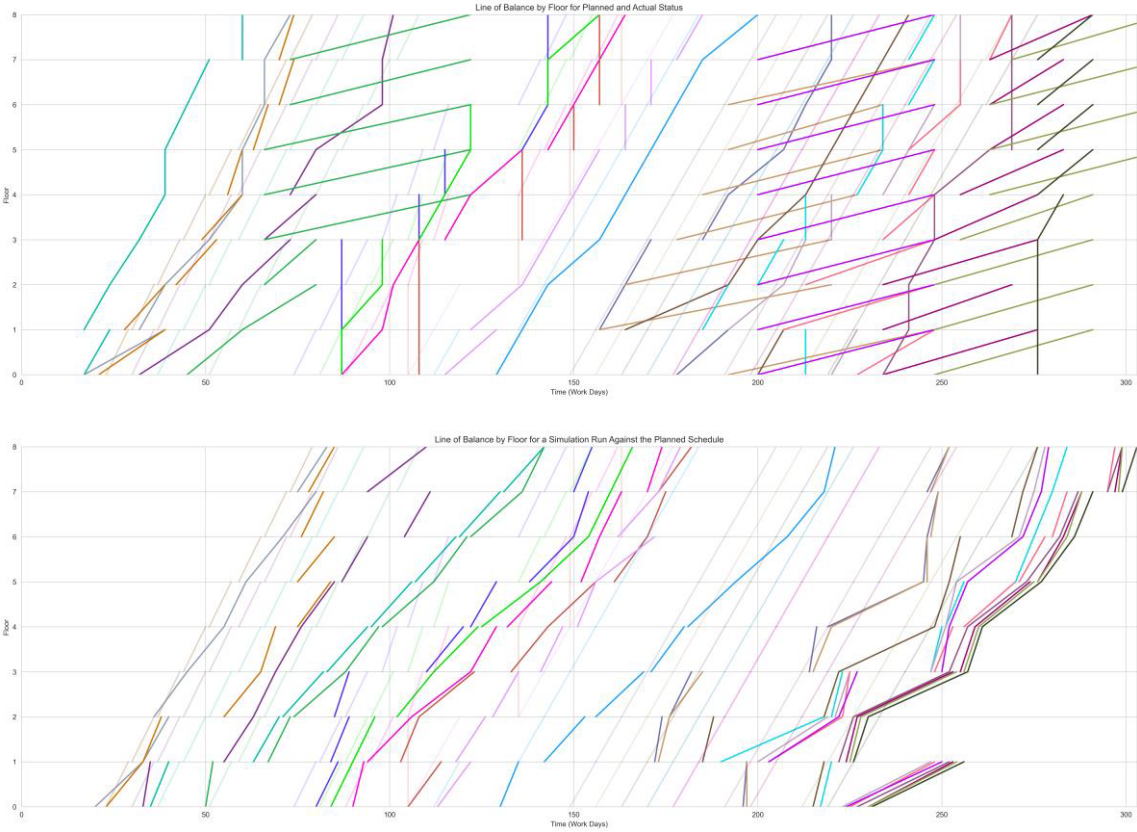 Line of Balance by Floor for Planned and Actual Status
8
7
6
5
4
3
2
1
0
Floor
0 50 100 150 200 250 300
Time (Work Days)
Line of Balance by Floor for a Simulation Run Against the Planned Schedule
8
7
6
5
4
3
2
1
0
Floor
0 50 100 150 200 250 300
Time (Work Days)